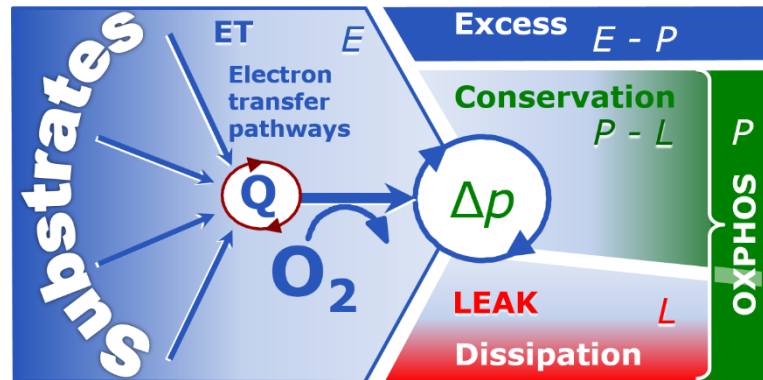 Substrates
ET E
Electron
transfer
pathways
Q
O₂
Δp
Excess E - P
Conservation
P - L
LEAK L
Dissipation
P
OXPHOS